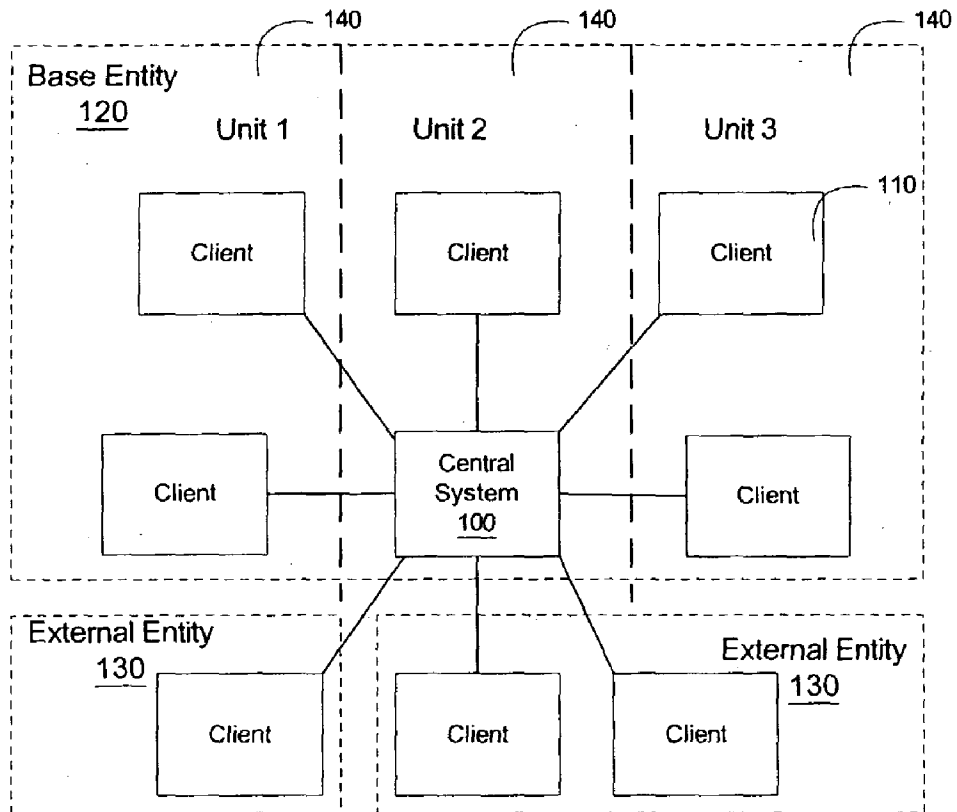 140
140
140
Base Entity
120
Unit 1
Unit 2
Unit 3
110
Client
Client
Client
Client
Central
System
100
Client
External Entity
130
External Entity
130
Client
Client
Client